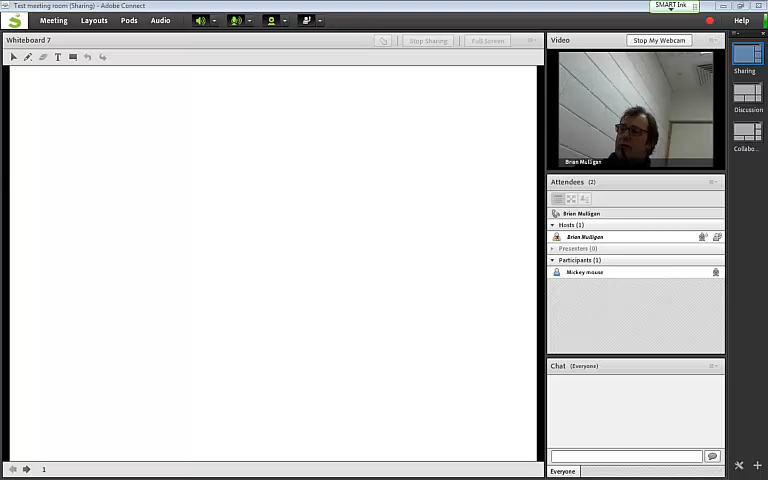 Test meeting room (Sharing) - Adobe Connect
SMART Ink
Meeting Layouts Pods Audio Help
Whiteboard 7 Stop Sharing Full Screen
Video Stop My Webcam
Sharing
Discussion
Collabo...
Brian Mulligan
Attendees (2)
Brian Mulligan
Hosts (1)
Brian Mulligan
Presenters (0)
Participants (1)
Mickey mouse
Chat (Everyone)
Everyone
1